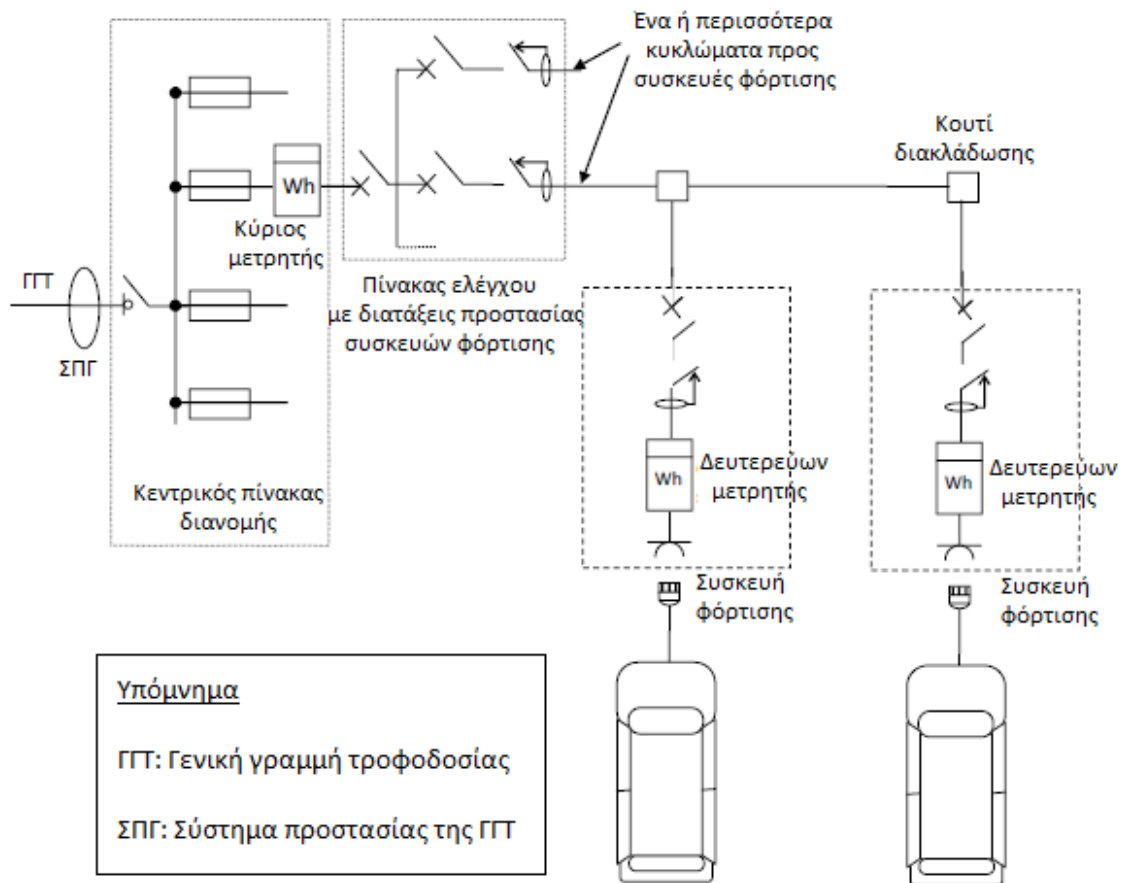 Ένα ή περισσότερα
κυκλώματα προς
συσκευές φόρτισης
Κουτί
διακλάδωσης
Wh
Κύριος
μετρητής
ΓΓΤ
ΣΠΓ
Πίνακας ελέγχου
με διατάξεις προστασίας
συσκευών φόρτισης
Κεντρικός πίνακας
διανομής
Wh
Δευτερεύων
μετρητής
Wh
Δευτερεύων
μετρητής
Συσκευή
φόρτισης
Συσκευή
φόρτισης
Υπόμνημα
ΓΓΤ: Γενική γραμμή τροφοδοσίας
ΣΠΓ: Σύστημα προστασίας της ΓΓΤ